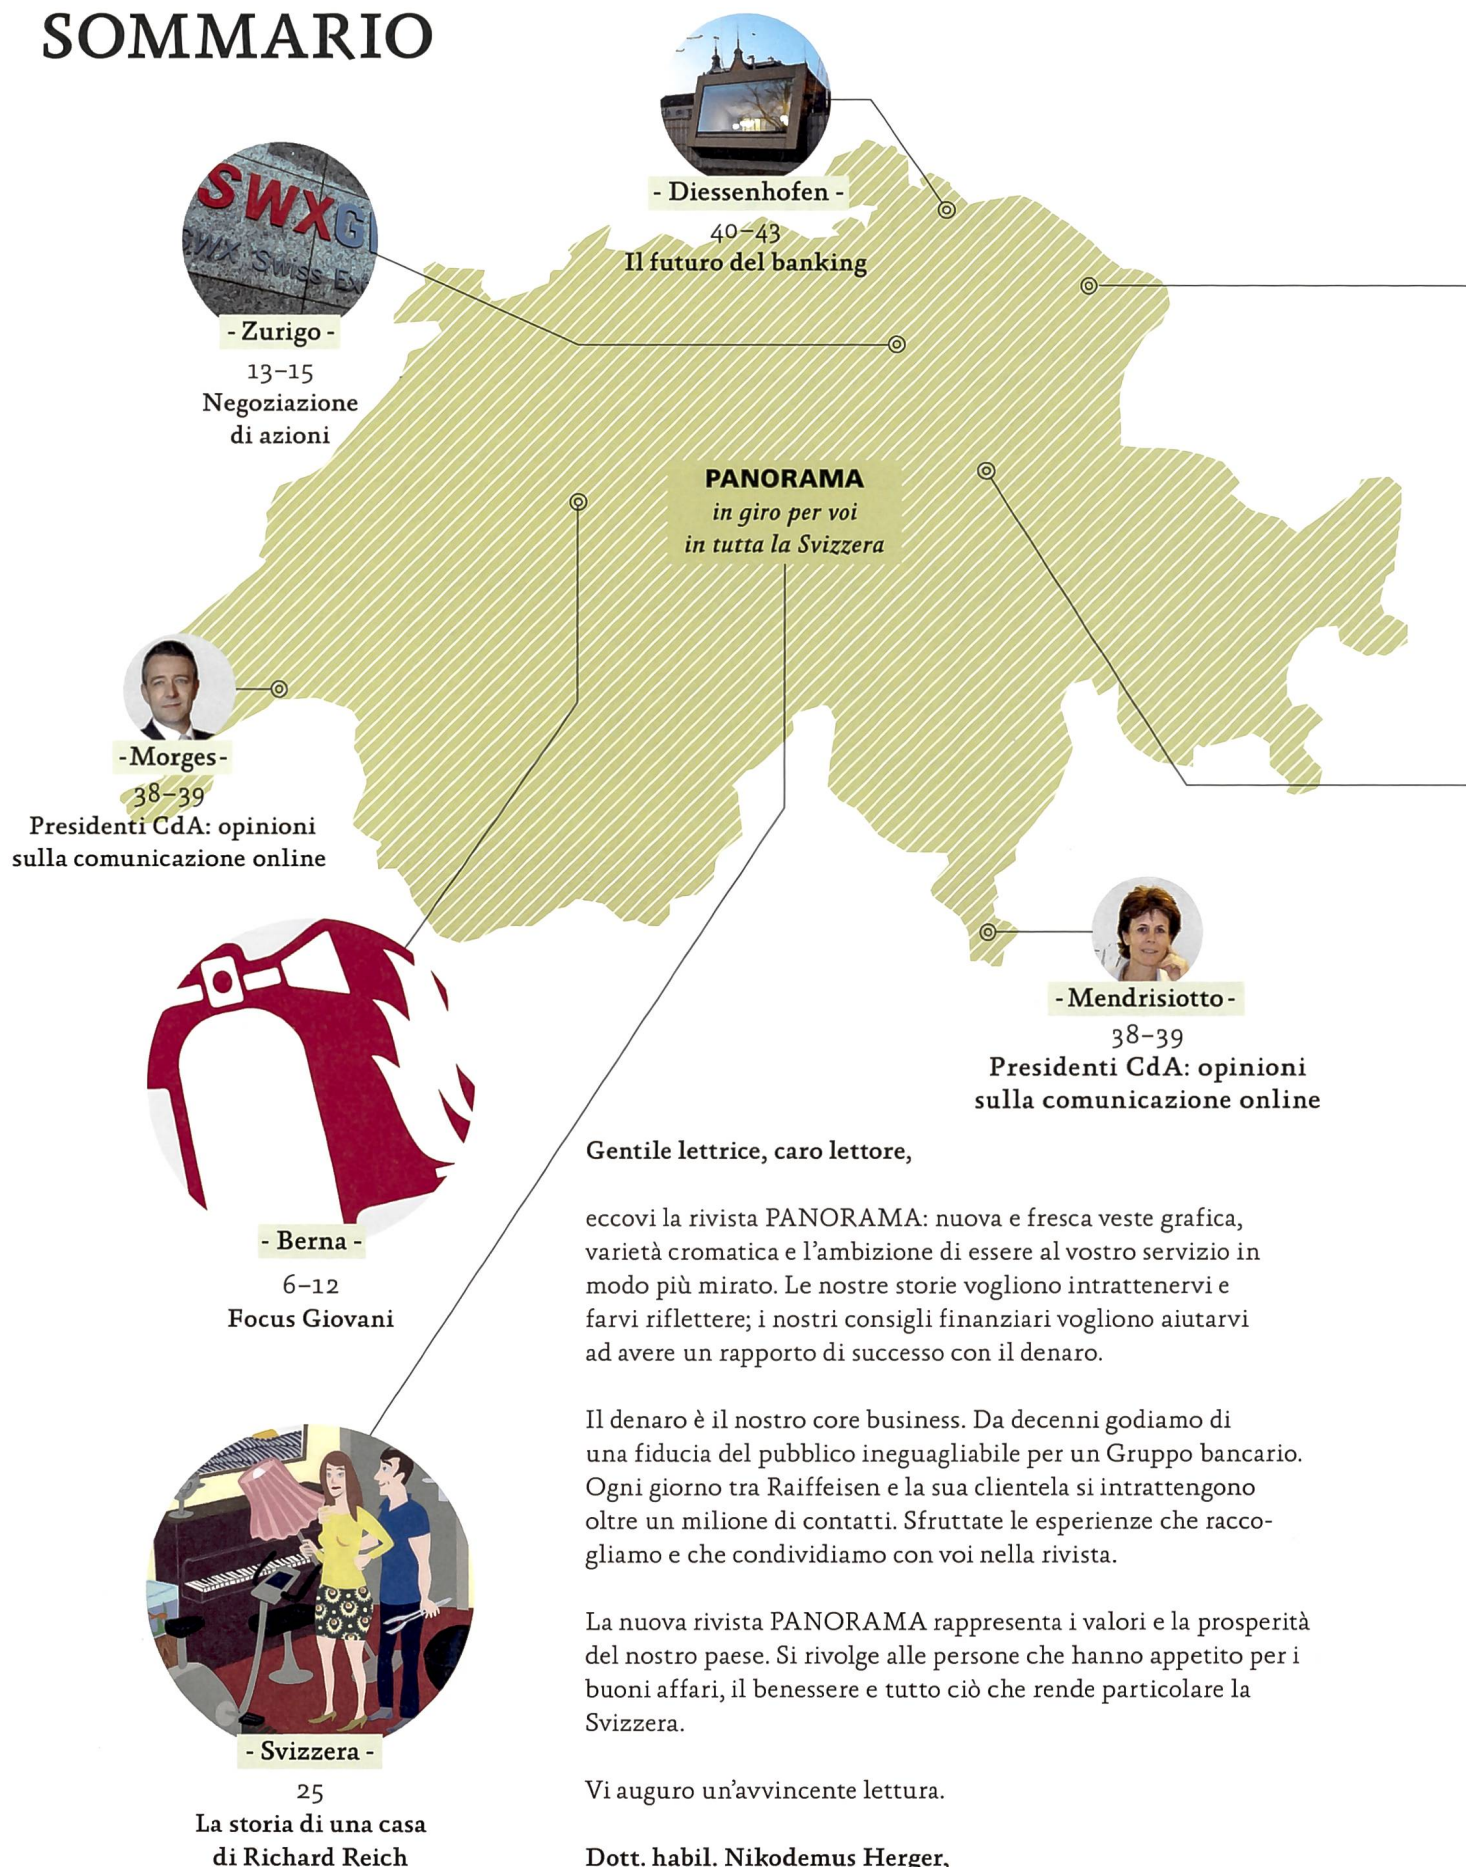 SOMMARIO
- Diessenhofen -
40–43
Il futuro del banking
SWXG
SWX Swiss Ex
- Zurigo -
13–15
Negoziazione
di azioni
PANORAMA
in giro per voi
in tutta la Svizzera
- Morges -
38–39
Presidenti CdA: opinioni
sulla comunicazione online
- Mendrisiotto -
38–39
Presidenti CdA: opinioni
sulla comunicazione online
- Berna -
6–12
Focus Giovani
- Svizzera -
25
La storia di una casa
di Richard Reich
Gentile lettrice, caro lettore,
eccovi la rivista PANORAMA: nuova e fresca veste grafica,
varietà cromatica e l'ambizione di essere al vostro servizio in
modo più mirato. Le nostre storie vogliono intrattenervi e
farvi riflettere; i nostri consigli finanziari vogliono aiutarvi
ad avere un rapporto di successo con il denaro.
Il denaro è il nostro core business. Da decenni godiamo di
una fiducia del pubblico ineguagliabile per un Gruppo bancario.
Ogni giorno tra Raiffeisen e la sua clientela si intrattengono
oltre un milione di contatti. Sfruttate le esperienze che racco-
gliamo e che condividiamo con voi nella rivista.
La nuova rivista PANORAMA rappresenta i valori e la prosperità
del nostro paese. Si rivolge alle persone che hanno appetito per i
buoni affari, il benessere e tutto ciò che rende particolare la
Svizzera.
Vi auguro un'avvincente lettura.
Dott. habil. Nikodemus Herger,